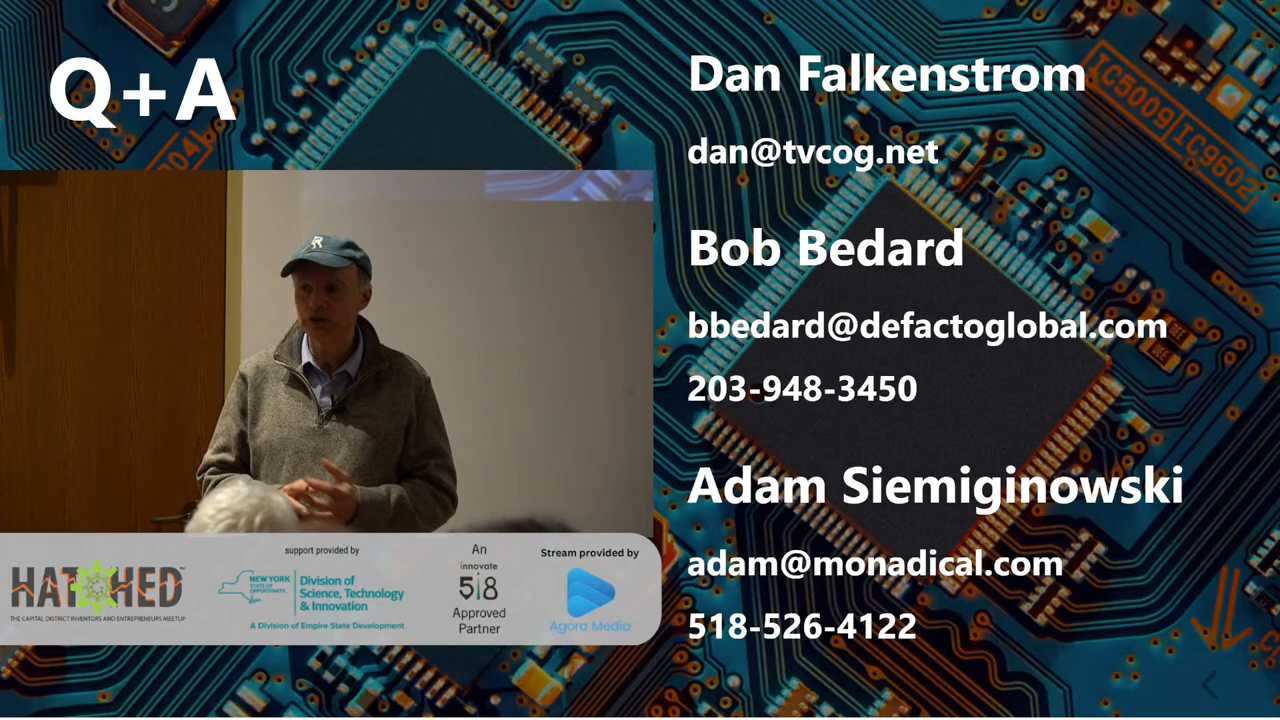 Q+A
Dan Falkenstrom
dan@tvcog.net
Bob Bedard
bbedard@defactoglobal.com
203-948-3450
Adam Siemiginowski
adam@monadical.com
518-526-4122
IC5009
IC9602
R
HATCHED
THE CAPITAL DISTRICT INVENTORS AND ENTREPRENEURS MEETUP
support provided by
NEW YORK
STATE OF
OPPORTUNITY.
Division of
Science, Technology
& Innovation
A Division of Empire State Development
An
innovate
518
Approved
Partner
Stream provided by
Agora Media